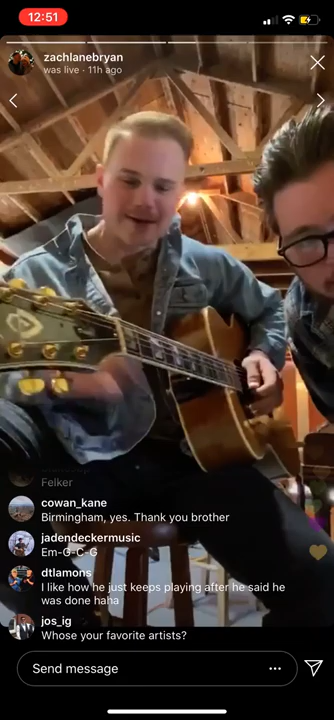 12:51
zachlanebryan
was live · 11h ago
Felker
cowan_kane
Birmingham, yes. Thank you brother
jadendeckermusic
Em-G-C-G
dtlamons
I like how he just keeps playing after he said he
was done haha
jos_ig
Whose your favorite artists?
Send message